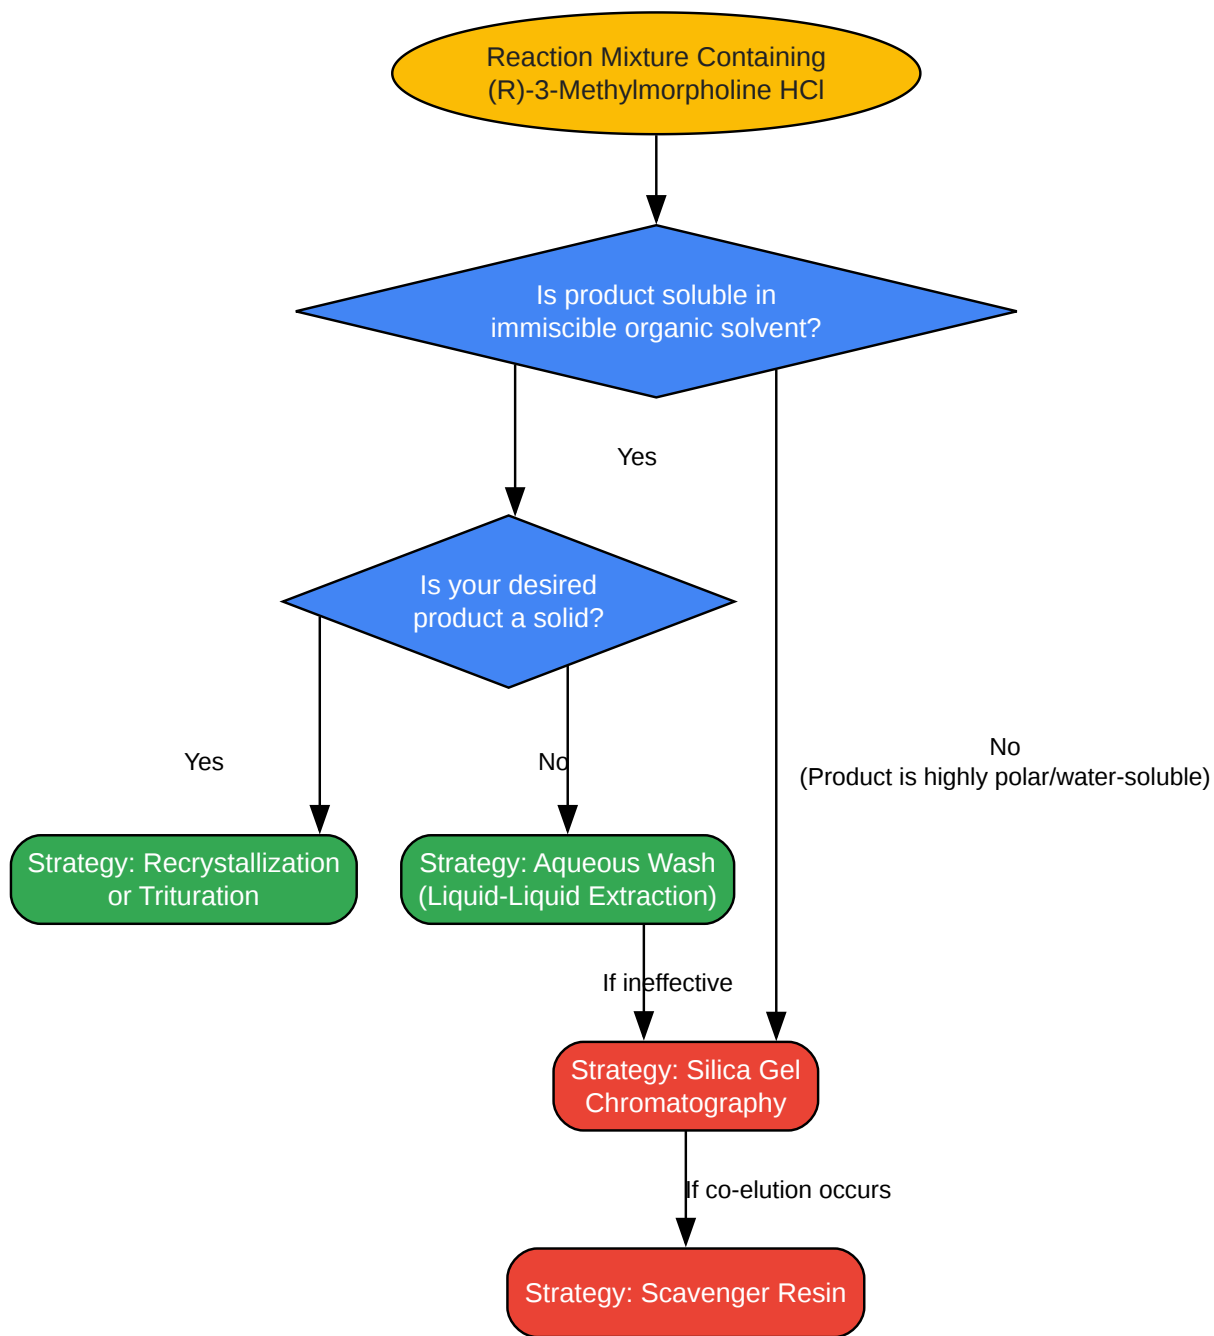 Reaction Mixture Containing
(R)-3-Methylmorpholine HCl
Is product soluble in
immiscible organic solvent?
Yes
Is your desired
product a solid?
Yes
No
No
(Product is highly polar/water-soluble)
Strategy: Recrystallization
or Trituration
Strategy: Aqueous Wash
(Liquid-Liquid Extraction)
If ineffective
Strategy: Silica Gel
Chromatography
If co-elution occurs
Strategy: Scavenger Resin